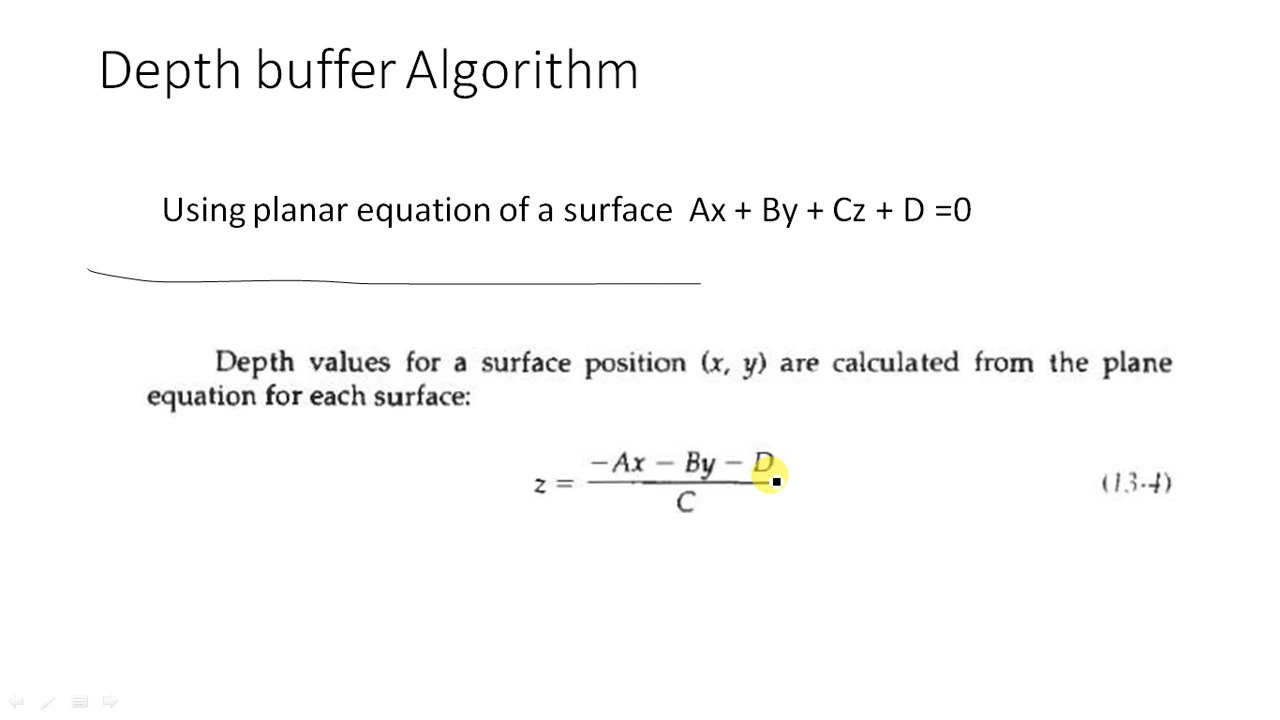 Depth buffer Algorithm
Using planar equation of a surface Ax + By + Cz + D =0
Depth values for a surface position (x, y) are calculated from the plane
equation for each surface:
z = \frac{-Ax - By - D}{C} (13-4)